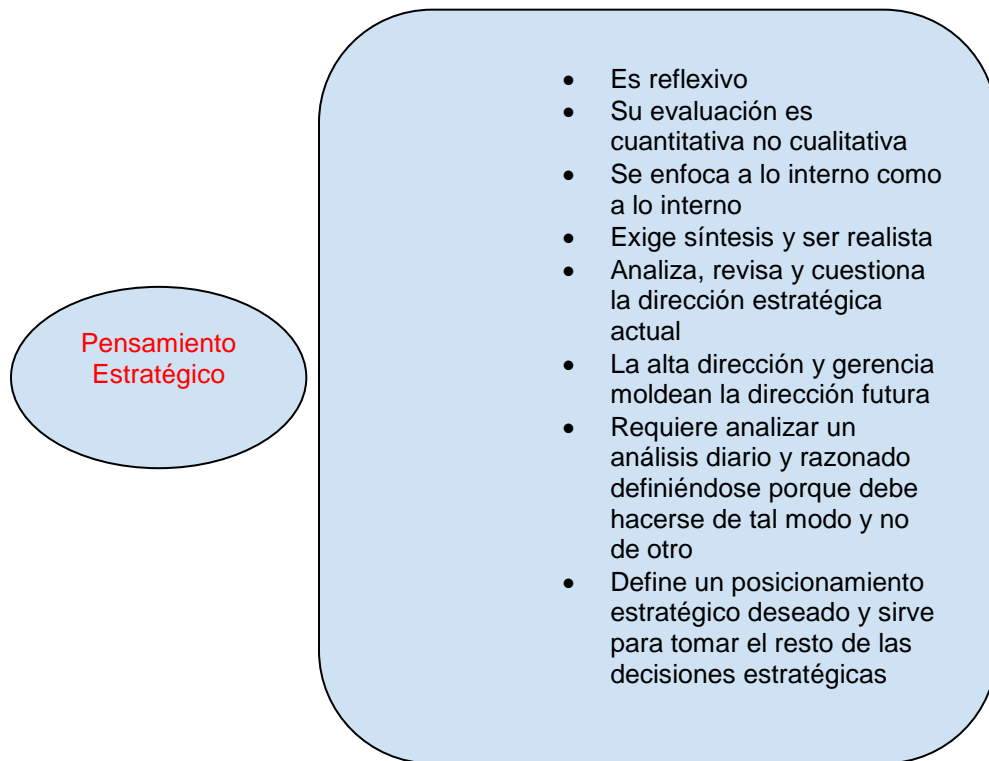 Pensamiento
Estratégico
• Es reflexivo
• Su evaluación es
cuantitativa no cualitativa
• Se enfoca a lo interno como
a lo interno
• Exige síntesis y ser realista
• Analiza, revisa y cuestiona
la dirección estratégica
actual
• La alta dirección y gerencia
moldean la dirección futura
• Requiere analizar un
análisis diario y razonado
definiéndose porque debe
hacerse de tal modo y no
de otro
• Define un posicionamiento
estratégico deseado y sirve
para tomar el resto de las
decisiones estratégicas